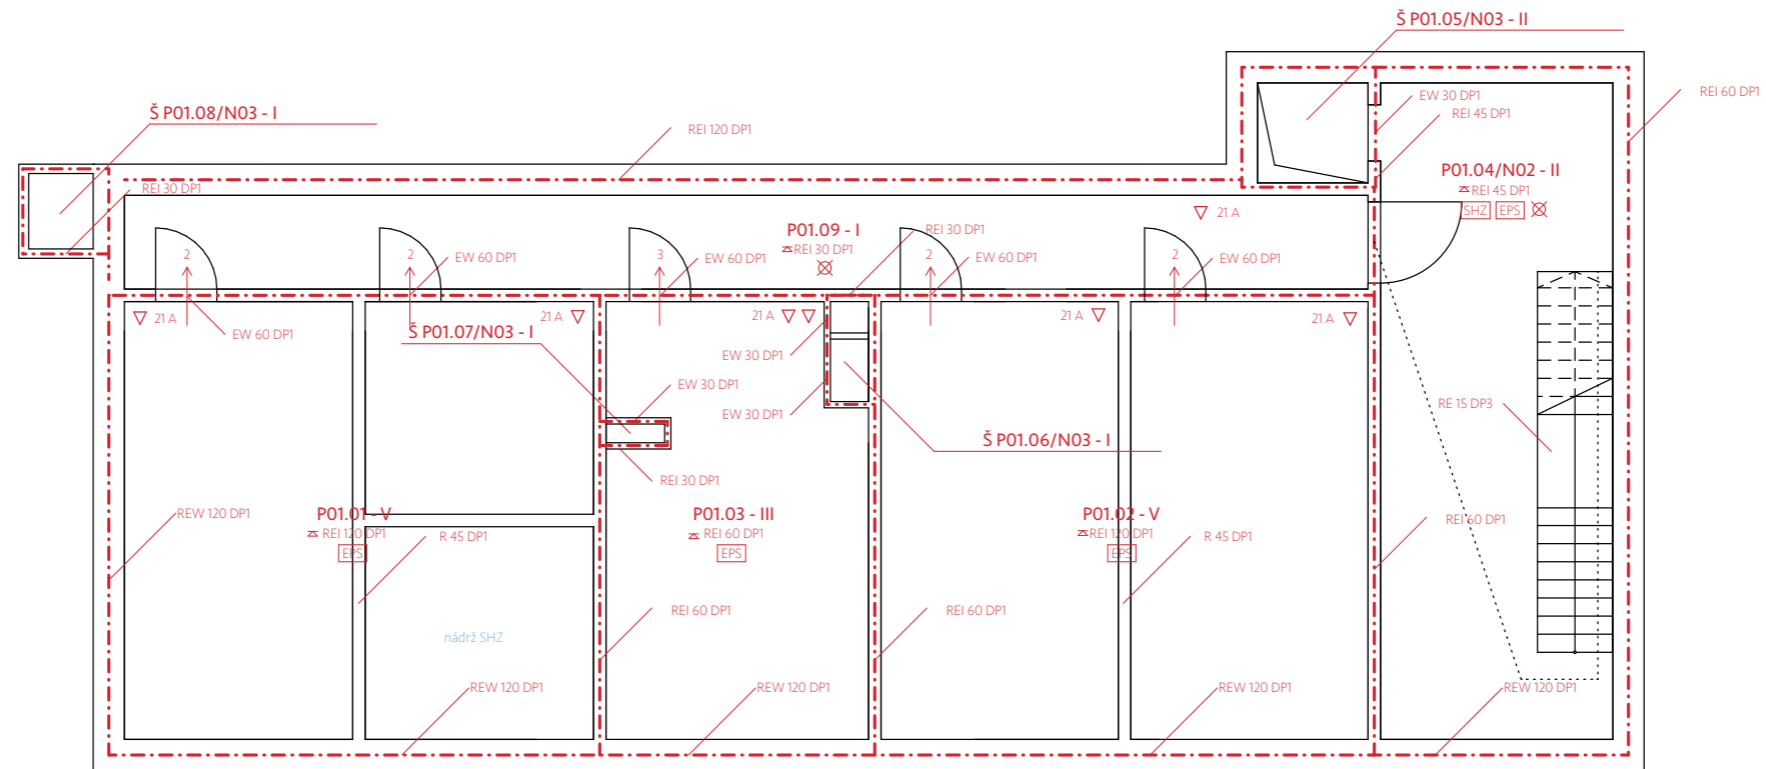 Š P01.05/N03 - II
REI 60 DP1
EW 30 DP1
Š P01.08/N03 - I
REI 45 DP1
REI 120 DP1
P01.04/N02 - II
REI 30 DP1
REI 45 DP1
SHZ EPS
21 A
P01.09 - I
REI 30 DP1
REI 30 DP1
2
2
EW 60 DP1
3
EW 60 DP1
2
EW 60 DP1
2
EW 60 DP1
21 A
21 A
21 A
21 A
21 A
EW 60 DP1
Š P01.07/N03 - I
EW 30 DP1
EW 30 DP1
EW 30 DP1
RE 15 DP3
Š P01.06/N03 - I
REI 30 DP1
REW 120 DP1
P01.01 - V
REI 120 DP1
EPS
R 45 DP1
P01.03 - III
REI 60 DP1
EPS
P01.02 - V
REI 120 DP1
EPS
R 45 DP1
REI 60 DP1
REI 60 DP1
REI 60 DP1
nádrž SHZ
REW 120 DP1
REW 120 DP1
REW 120 DP1
REW 120 DP1